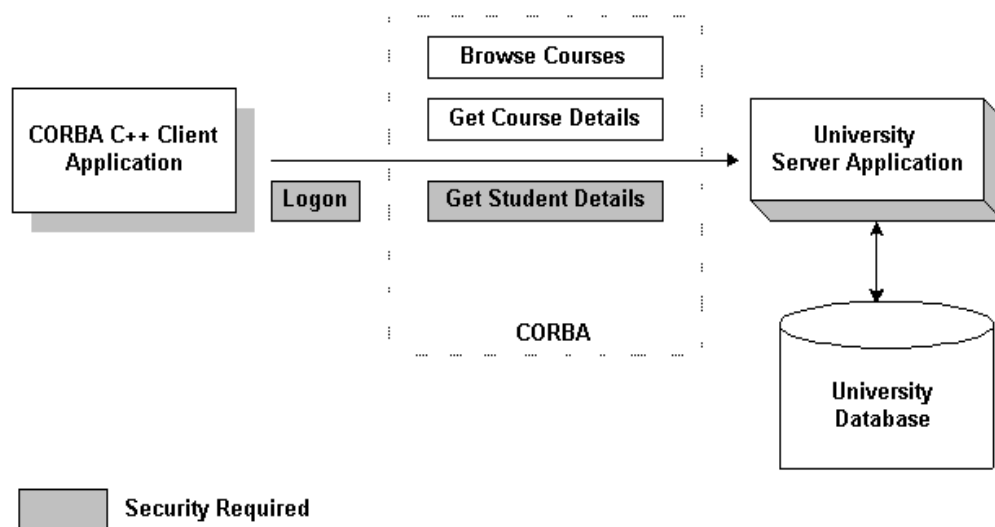 Browse Courses
CORBA C++ Client
Application
Get Course Details
University
Server Application
Logon
Get Student Details
CORBA
University
Database
Security Required